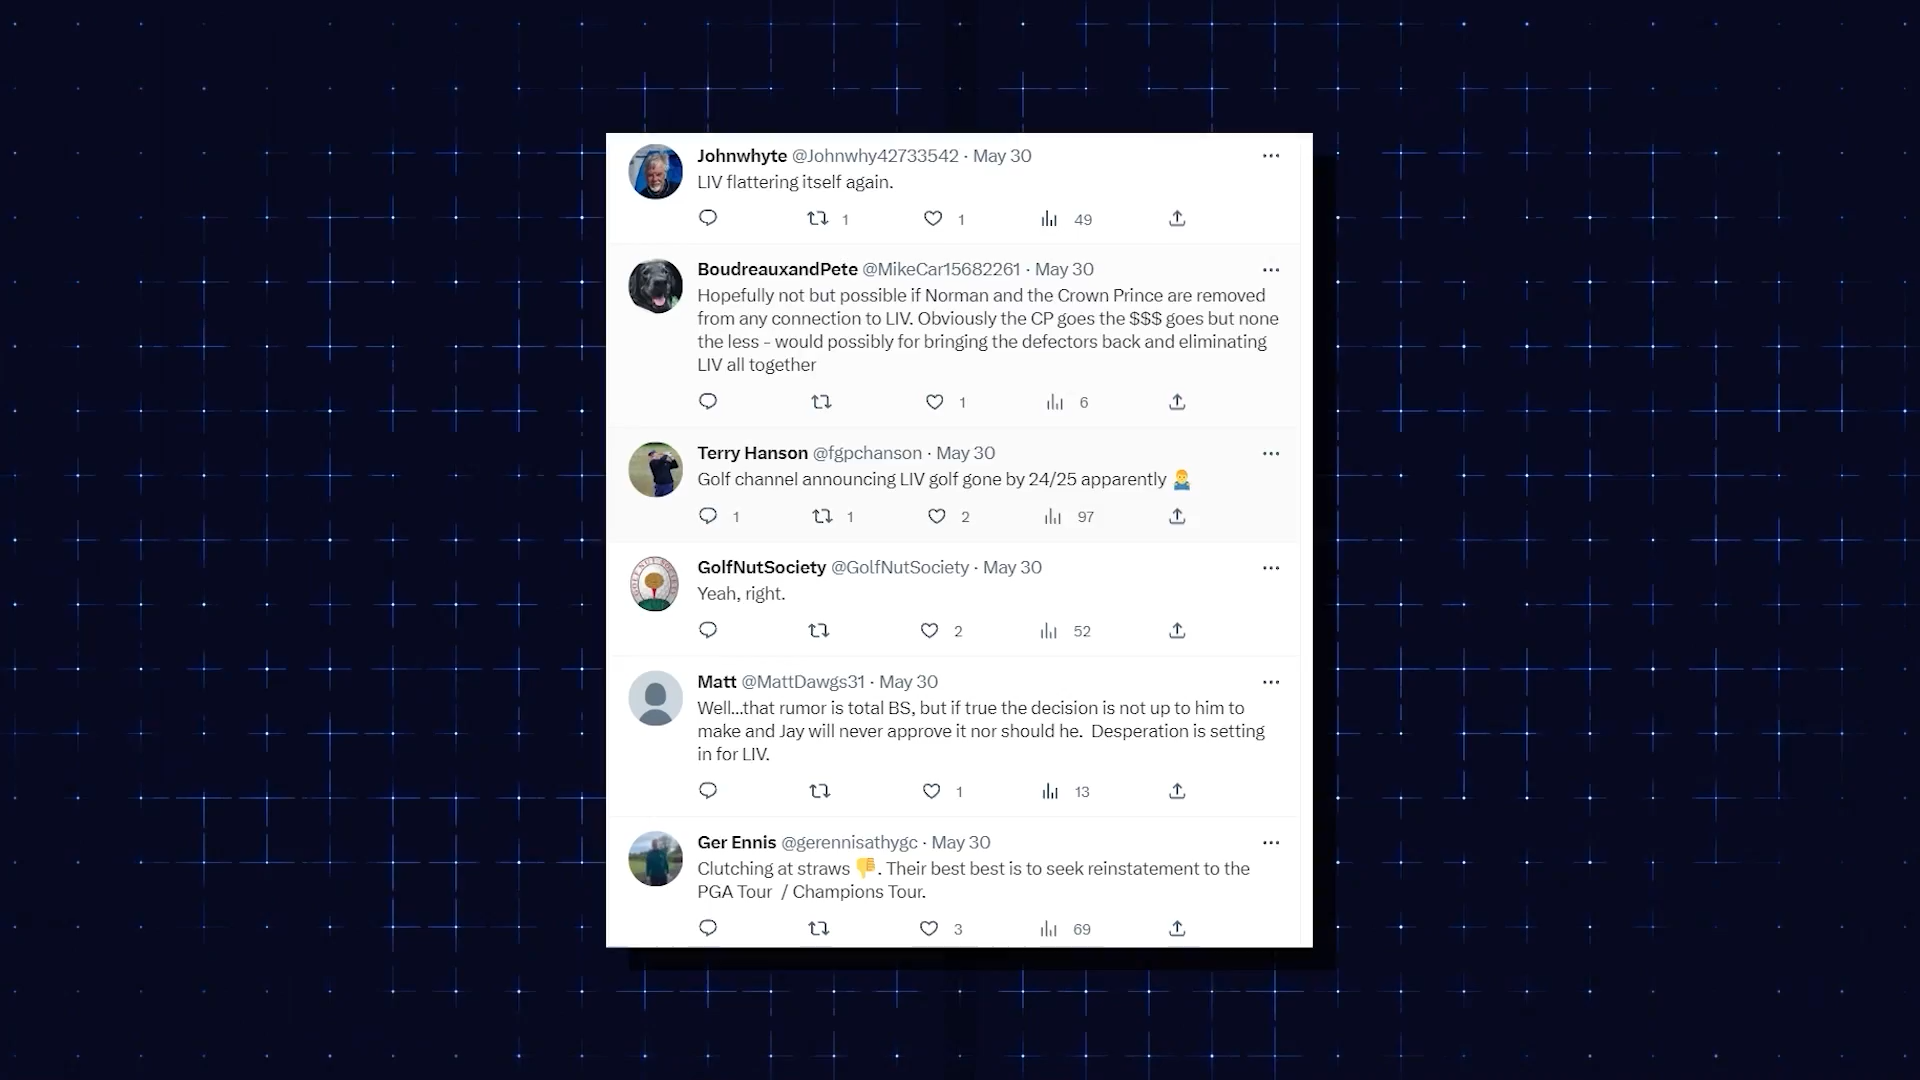 Johnwhyte @Johnwhy42733542 · May 30
LIV flattering itself again.
1 1 49
BoudreauxandPete @MikeCar15682261 · May 30
Hopefully not but possible if Norman and the Crown Prince are removed
from any connection to LIV. Obviously the CP goes the $$$ goes but none
the less - would possibly for bringing the defectors back and eliminating
LIV all together
1 6
Terry Hanson @fgpchanson · May 30
Golf channel announcing LIV golf gone by 24/25 apparently 🤷‍♂️
1 1 2 97
GolfNutSociety @GolfNutSociety · May 30
Yeah, right.
2 52
Matt @MattDawgs31 · May 30
Well...that rumor is total BS, but if true the decision is not up to him to
make and Jay will never approve it nor should he.  Desperation is setting
in for LIV.
1 13
Ger Ennis @gerennisathygc · May 30
Clutching at straws 👎. Their best best is to seek reinstatement to the
PGA Tour  / Champions Tour.
3 69